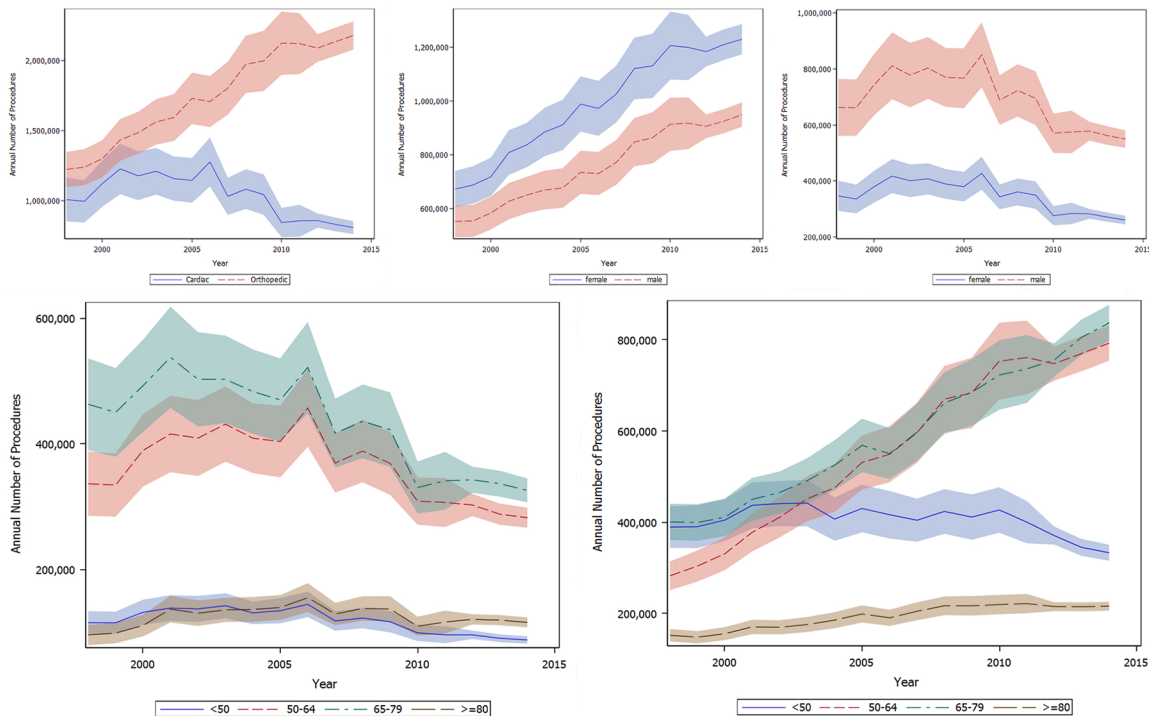 Annual Number of Procedures
2,000,000
1,500,000
1,000,000
2000 2005 2010 2015
Year
Cardiac Orthopedic
Annual Number of Procedures
1,200,000
1,000,000
800,000
600,000
2000 2005 2010 2015
Year
female male
Annual Number of Procedures
1,000,000
800,000
600,000
400,000
200,000
2000 2005 2010 2015
Year
female male
Annual Number of Procedures
600,000
400,000
200,000
2000 2005 2010 2015
Year
<50 50-64 65-79 >=80
Annual Number of Procedures
800,000
600,000
400,000
200,000
2000 2005 2010 2015
Year
<50 50-64 65-79 >=80